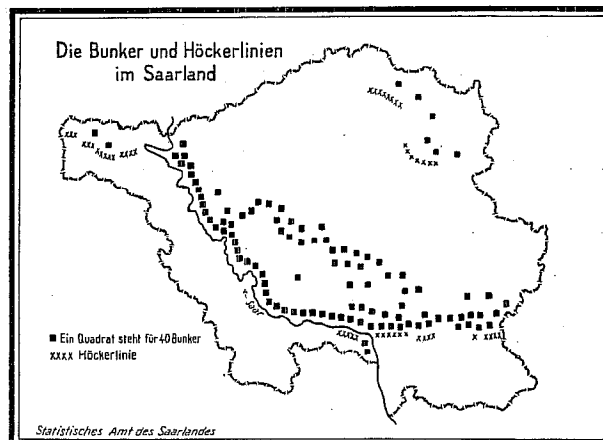 Die Bunker und Höckerlinien
im Saarland
← Saar
■ Ein Quadrat steht für 40 Bunker
xxxx Höckerlinie
Statistisches Amt des Saarlandes